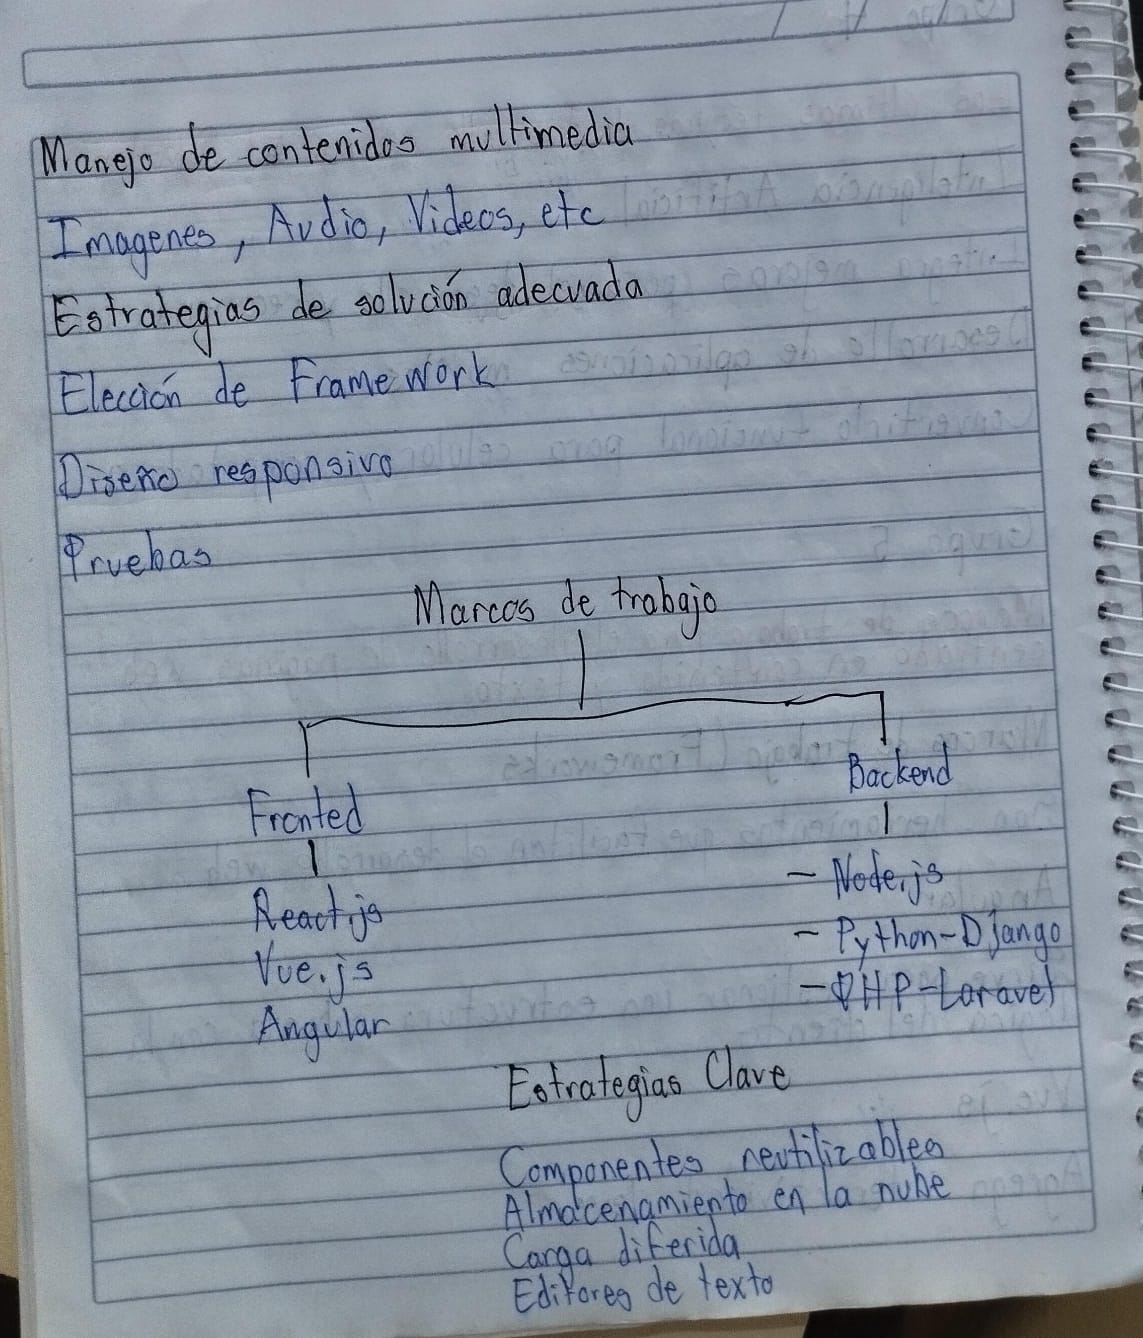 Manejo de contenidos multimedia
Imagenes, Audio, Videos, etc
Estrategias de solución adecuada
Elección de Framework
Diseño responsivo
Pruebas
Marcos de trabajo
Fronted
Backend
React.js
- Node.js
Vue.js
- Python-Django
Angular
- PHP-Laravel
Estrategias Clave
Componentes reutilizables
Almacenamiento en la nube
Carga diferida
Editores de texto